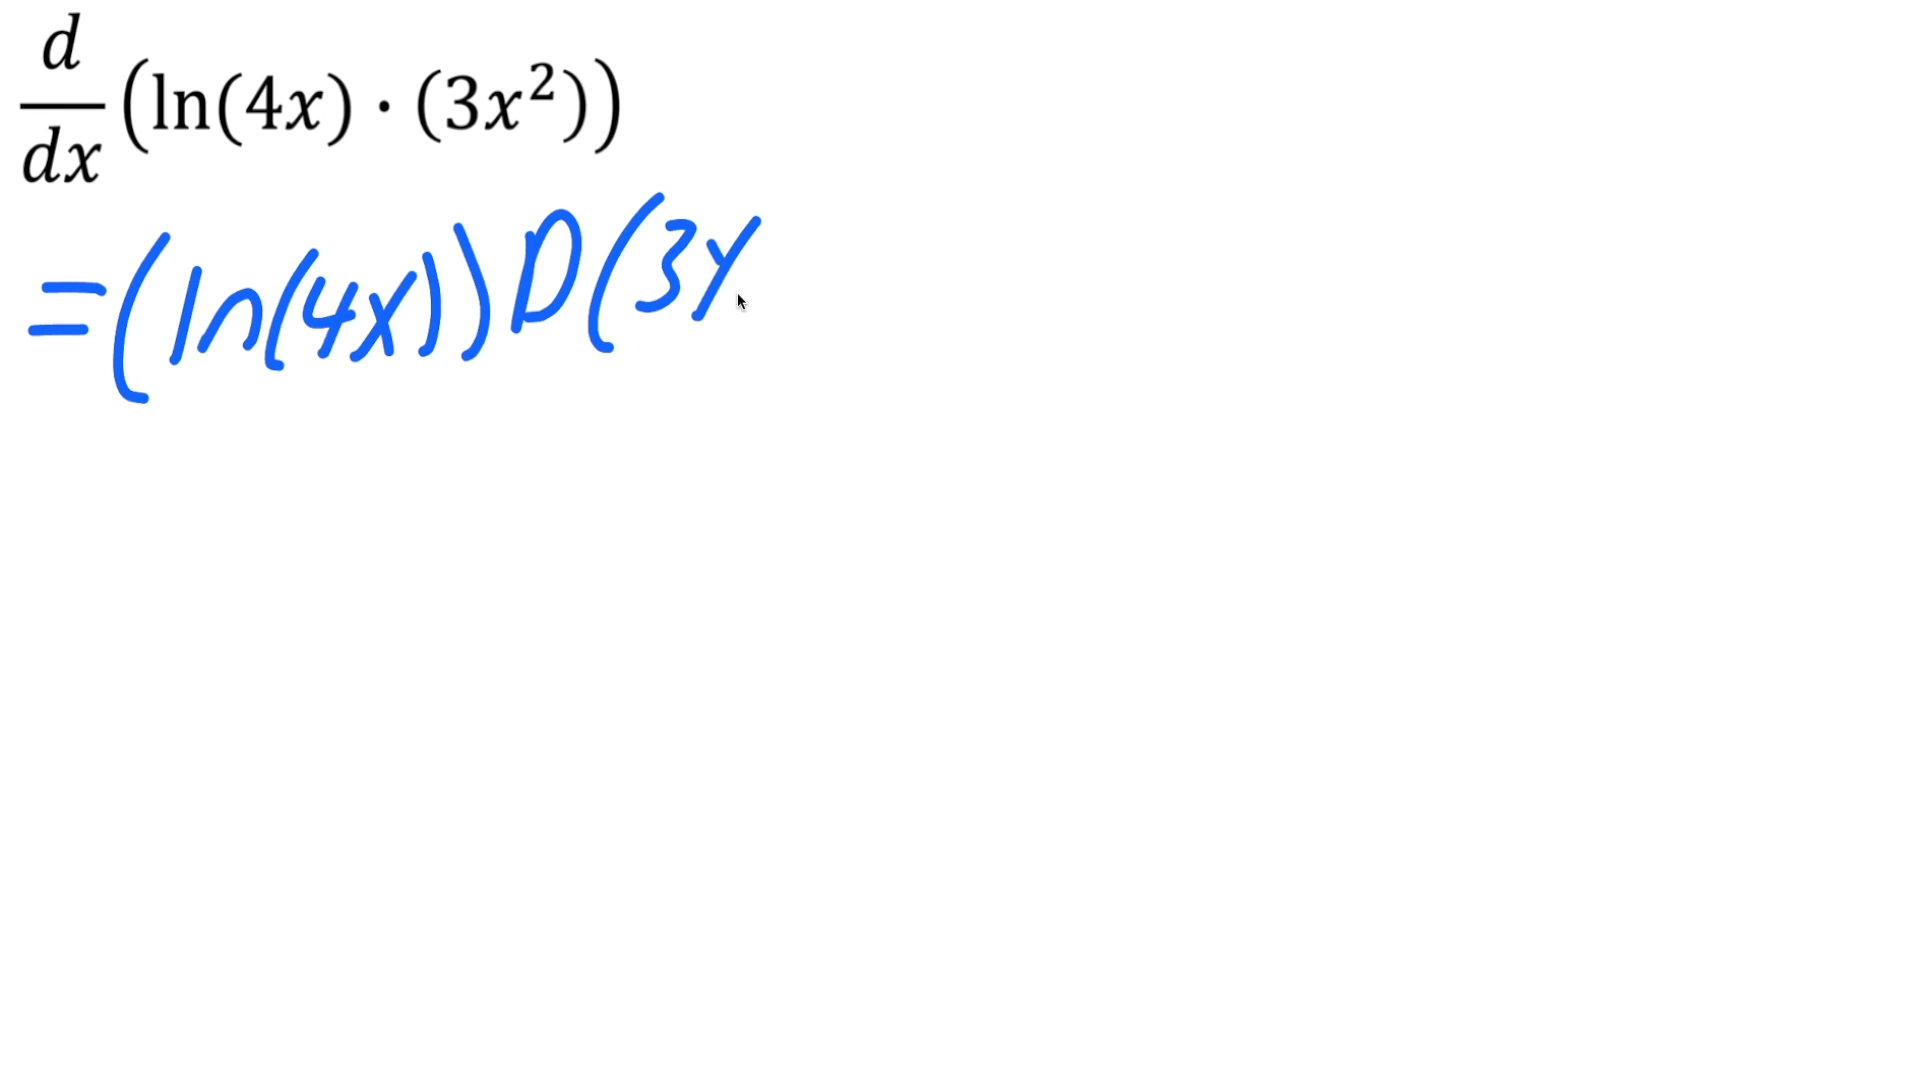 d/dx (ln(4x) · (3x²))
= (ln(4x)) D(3x